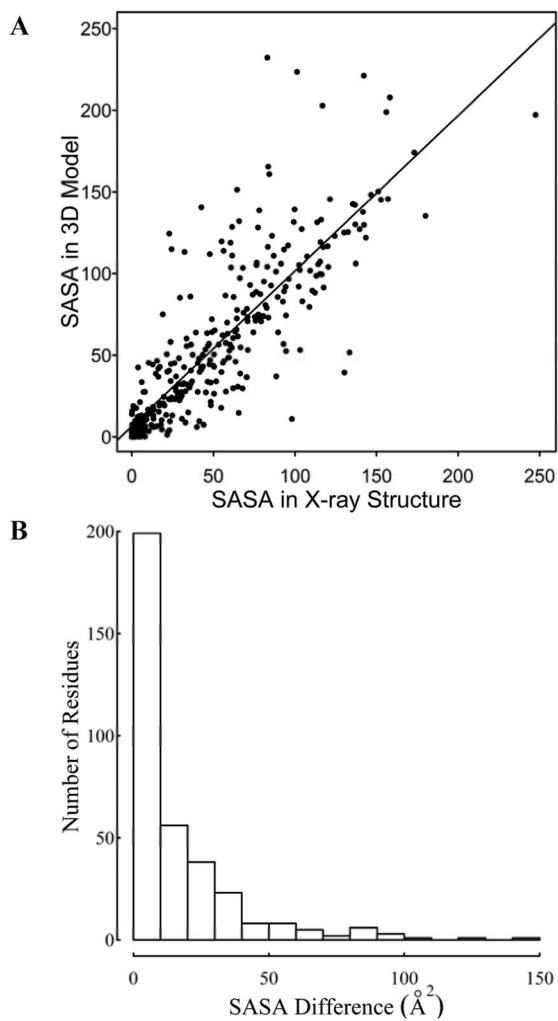 A
250
200
150
100
50
0
SASA in 3D Model
0 50 100 150 200 250
SASA in X-ray Structure
B
200
150
100
50
0
Number of Residues
0 50 100 150
SASA Difference (Å²)